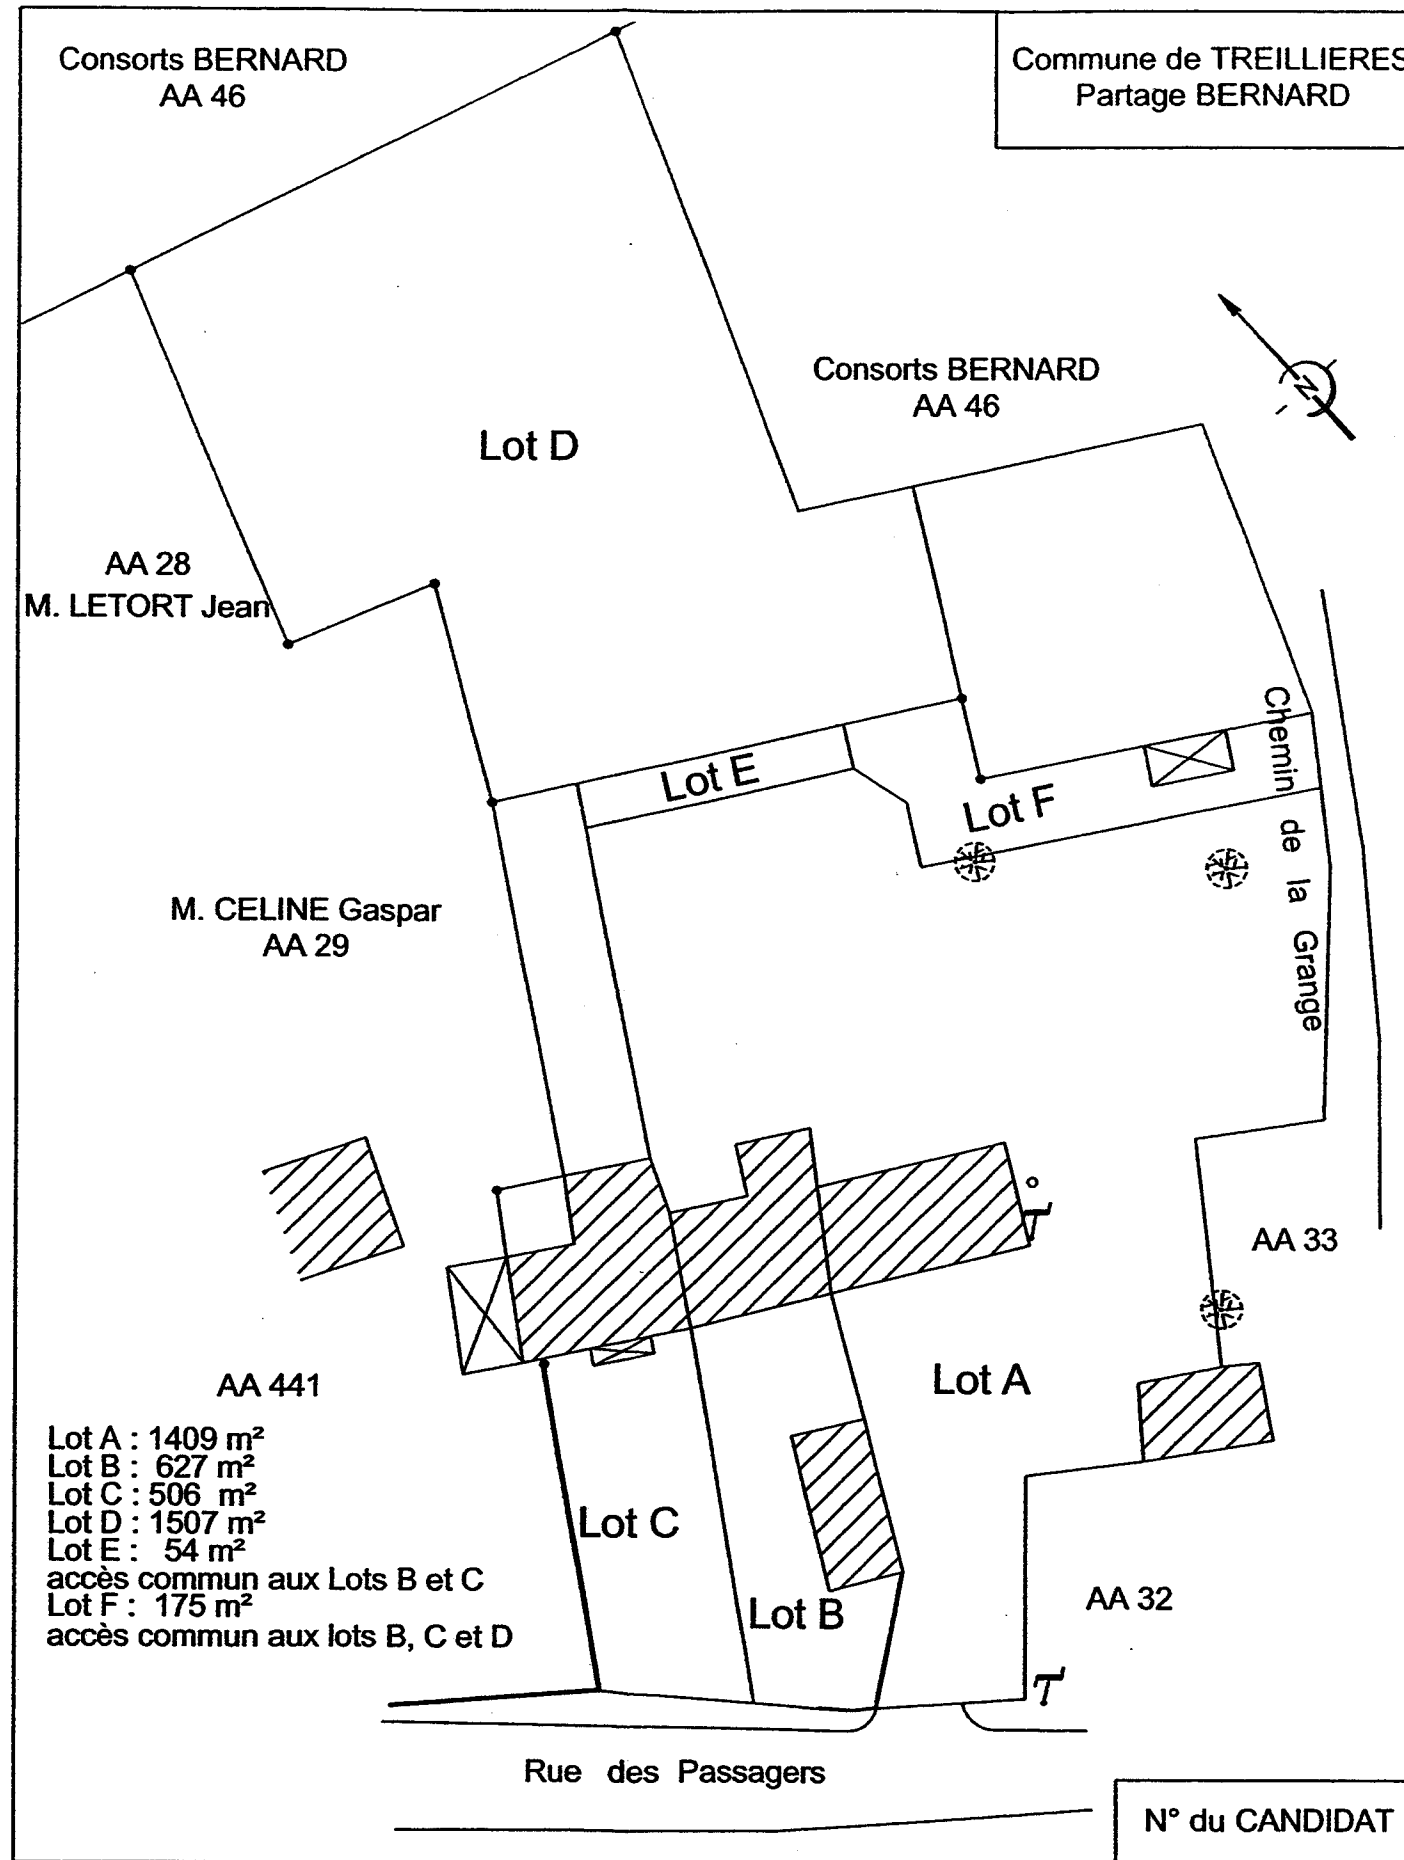 Consorts BERNARD
AA 46
Commune de TREILLIERES
Partage BERNARD
Consorts BERNARD
AA 46
N
Lot D
AA 28
M. LETORT Jean
Chemin de la Grange
Lot E
Lot F
M. CELINE Gaspar
AA 29
AA 33
AA 441
Lot A
Lot A : 1409 m²
Lot B : 627 m²
Lot C : 506 m²
Lot D : 1507 m²
Lot E : 54 m²
accès commun aux Lots B et C
Lot F : 175 m²
accès commun aux lots B, C et D
Lot C
Lot B
AA 32
Rue des Passagers
N° du CANDIDAT